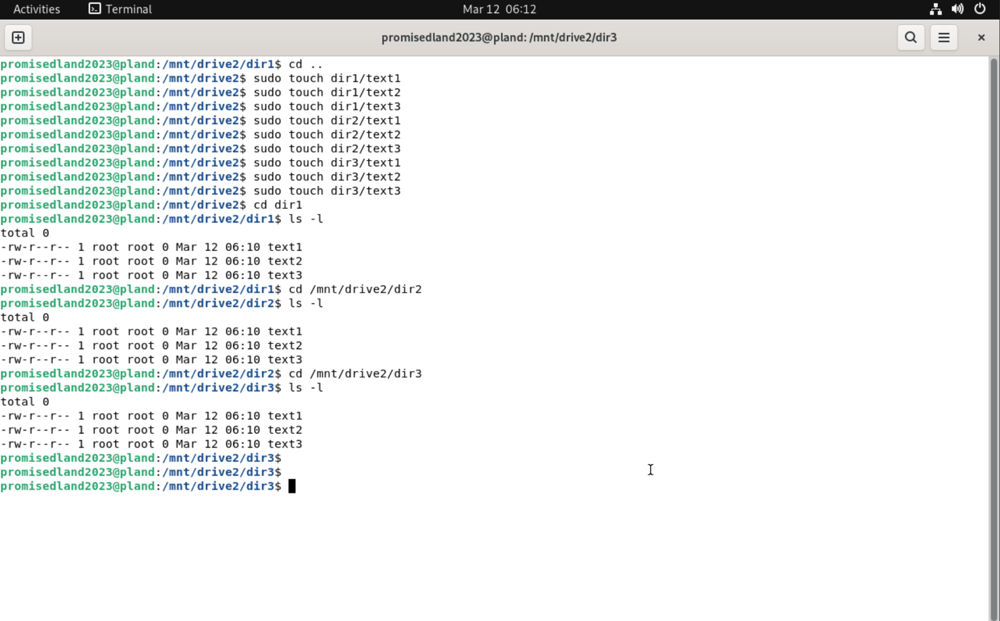 Activities Terminal Mar 12 06:12
promisedland2023@pland: /mnt/drive2/dir3
promisedland2023@pland:/mnt/drive2/dir1$ cd ..
promisedland2023@pland:/mnt/drive2$ sudo touch dir1/text1
promisedland2023@pland:/mnt/drive2$ sudo touch dir1/text2
promisedland2023@pland:/mnt/drive2$ sudo touch dir1/text3
promisedland2023@pland:/mnt/drive2$ sudo touch dir2/text1
promisedland2023@pland:/mnt/drive2$ sudo touch dir2/text2
promisedland2023@pland:/mnt/drive2$ sudo touch dir2/text3
promisedland2023@pland:/mnt/drive2$ sudo touch dir3/text1
promisedland2023@pland:/mnt/drive2$ sudo touch dir3/text2
promisedland2023@pland:/mnt/drive2$ sudo touch dir3/text3
promisedland2023@pland:/mnt/drive2$ cd dir1
promisedland2023@pland:/mnt/drive2/dir1$ ls -l
total 0
-rw-r--r-- 1 root root 0 Mar 12 06:10 text1
-rw-r--r-- 1 root root 0 Mar 12 06:10 text2
-rw-r--r-- 1 root root 0 Mar 12 06:10 text3
promisedland2023@pland:/mnt/drive2/dir1$ cd /mnt/drive2/dir2
promisedland2023@pland:/mnt/drive2/dir2$ ls -l
total 0
-rw-r--r-- 1 root root 0 Mar 12 06:10 text1
-rw-r--r-- 1 root root 0 Mar 12 06:10 text2
-rw-r--r-- 1 root root 0 Mar 12 06:10 text3
promisedland2023@pland:/mnt/drive2/dir2$ cd /mnt/drive2/dir3
promisedland2023@pland:/mnt/drive2/dir3$ ls -l
total 0
-rw-r--r-- 1 root root 0 Mar 12 06:10 text1
-rw-r--r-- 1 root root 0 Mar 12 06:10 text2
-rw-r--r-- 1 root root 0 Mar 12 06:10 text3
promisedland2023@pland:/mnt/drive2/dir3$
promisedland2023@pland:/mnt/drive2/dir3$
promisedland2023@pland:/mnt/drive2/dir3$